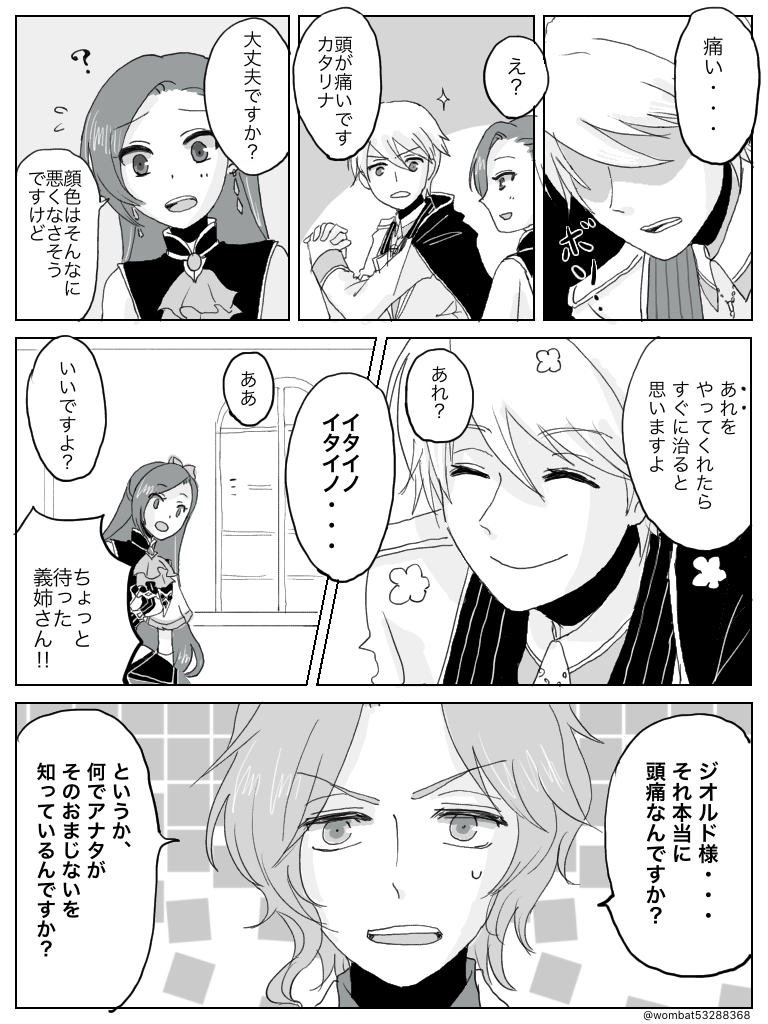 痛い・・・
ボソ
え?
頭が痛いです
カタリナ
大丈夫ですか?
?
顔色はそんなに
悪くなさそう
ですけど
あれを
やってくれたら
すぐに治ると
思いますよ
あれ?
イタイノ
イタイノ・・・
ああ
いいですよ?
ちょっと
待った
義姉さん!!
ジオルド様・・・
それ本当に
頭痛なんですか?
というか、
何でアナタが
そのおまじないを
知っているんですか?
@wombat53288368